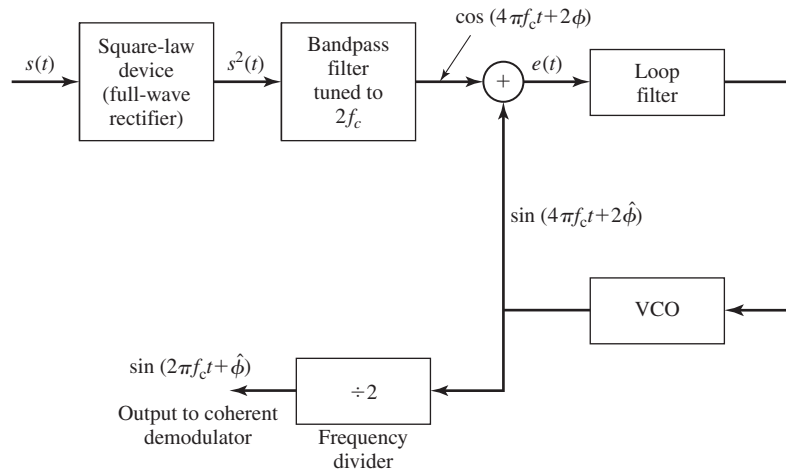 cos (4πf_ct+2ϕ)
s(t)
Square-law
device
(full-wave
rectifier)
s²(t)
Bandpass
filter
tuned to
2f_c
+
e(t)
Loop
filter
sin (4πf_ct+2ϕ̂)
VCO
sin (2πf_ct+ϕ̂)
÷2
Output to coherent
demodulator
Frequency
divider